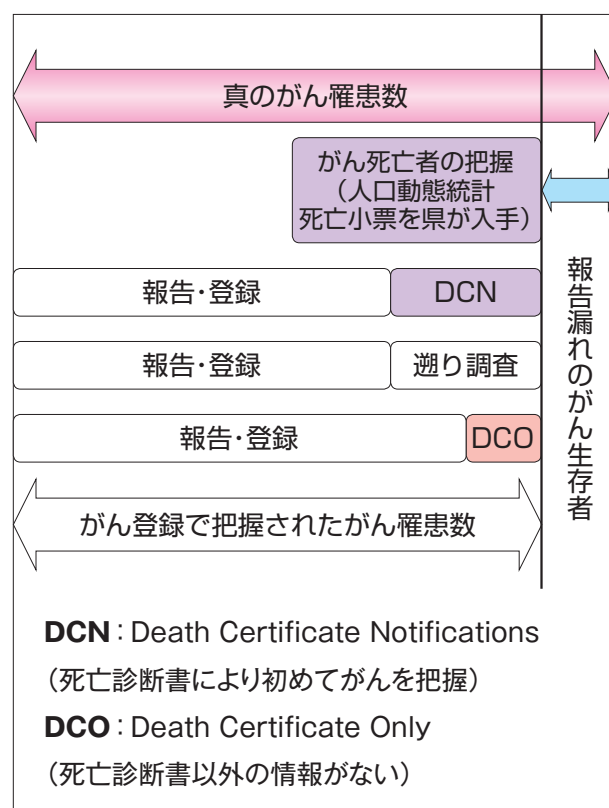 真のがん罹患数
がん死亡者の把握
（人口動態統計
死亡小票を県が入手）
報告・登録
DCN
報告・登録
遡り調査
報告・登録
DCO
がん登録で把握されたがん罹患数
報告漏れのがん生存者
DCN：Death Certificate Notifications
（死亡診断書により初めてがんを把握）
DCO：Death Certificate Only
（死亡診断書以外の情報がない）